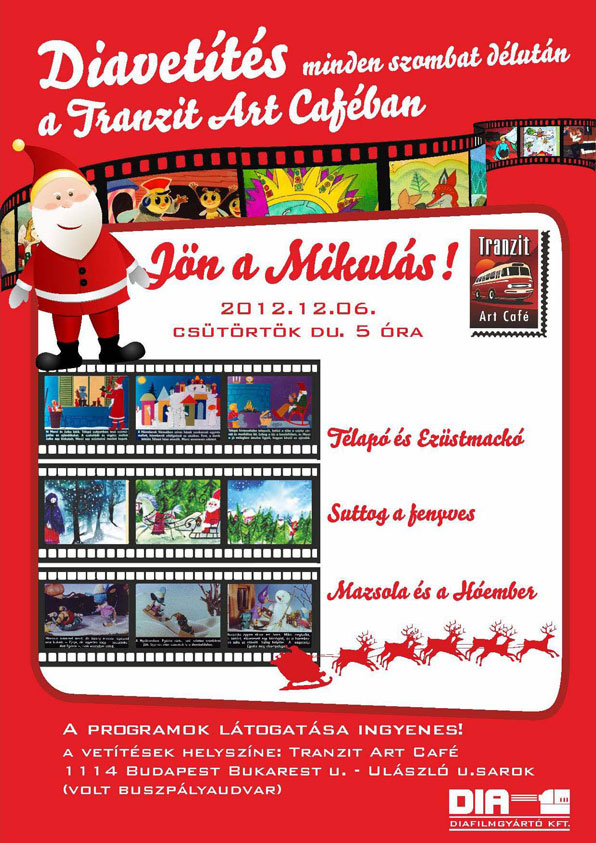 Diavetítés minden szombat délután
a Tranzit Art Caféban
Jön a Mikulás!
Tranzit
Art Café
2012.12.06.
CSÜTÖRTÖK DU. 5 ÓRA
Télapó és Ezüstmackó
Suttog a fenyves
Mazsola és a Hóember
A PROGRAMOK LÁTOGATÁSA INGYENES!
A VETÍTÉSEK HELYSZÍNE: TRANZIT ART CAFÉ
1114 BUDAPEST BUKAREST U. - ULÁSZLÓ U.SAROK
(VOLT BUSZPÁLYAUDVAR)
DIA
DIAFILMGYÁRTÓ KFT.